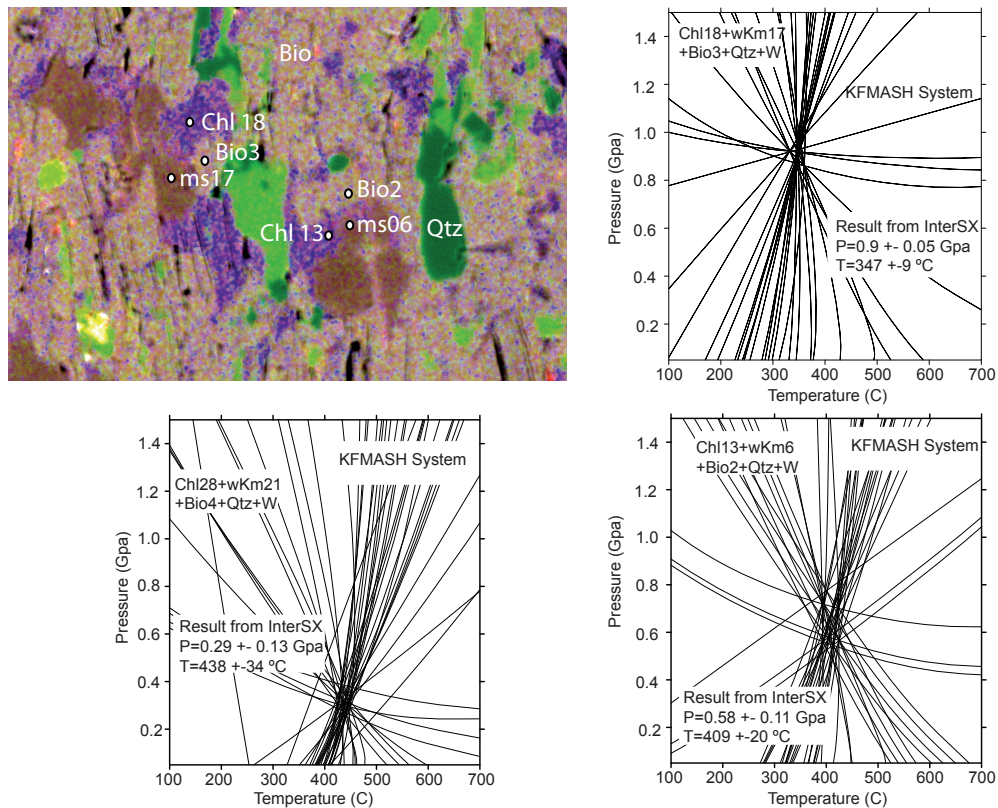 Bio
Chl 18
Bio3
ms17
Bio2
ms06
Chl 13
Qtz
Chl18+wKm17
+Bio3+Qtz+W
KFMASH System
Result from InterSX
P=0.9 +- 0.05 Gpa
T=347 +-9 ºC
Pressure (Gpa)
1.4
1.2
1.0
0.8
0.6
0.4
0.2
100 200 300 400 500 600 700
Temperature (C)
KFMASH System
Chl28+wKm21
+Bio4+Qtz+W
Result from InterSX
P=0.29 +- 0.13 Gpa
T=438 +-34 ºC
Pressure (Gpa)
1.4
1.2
1.0
0.8
0.6
0.4
0.2
100 200 300 400 500 600 700
Temperature (C)
Chl13+wKm6
+Bio2+Qtz+W
KFMASH System
Result from InterSX
P=0.58 +- 0.11 Gpa
T=409 +-20 ºC
Pressure (Gpa)
1.4
1.2
1.0
0.8
0.6
0.4
0.2
100 200 300 400 500 600 700
Temperature (C)